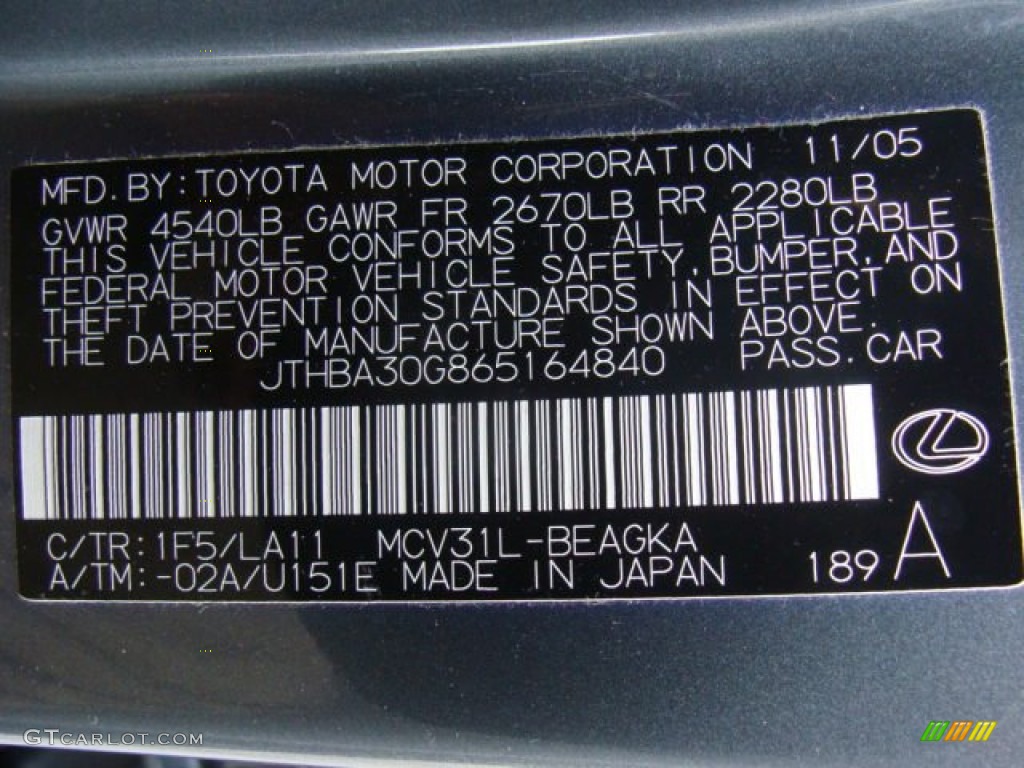 MFD. BY: TOYOTA MOTOR CORPORATION 11/05
GVWR 4540LB GAWR FR 2670LB RR 2280LB
THIS VEHICLE CONFORMS TO ALL APPLICABLE
FEDERAL MOTOR VEHICLE SAFETY, BUMPER, AND
THEFT PREVENTION STANDARDS IN EFFECT ON
THE DATE OF MANUFACTURE SHOWN ABOVE.
JTHBA30G865164840 PASS. CAR
C/TR: 1F5/LA11 MCV31L-BEAGKA
A/TM: -02A/U151E MADE IN JAPAN 189 A
GTCARLOT.COM